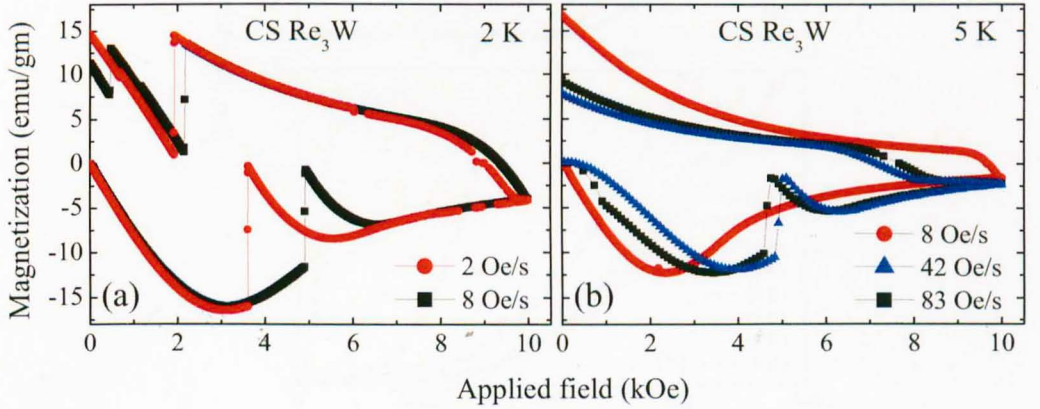 CS Re₃W 2 K
CS Re₃W 5 K
Magnetization (emu/gm)
15
10
5
0
-5
-10
-15
(a)
2 Oe/s
8 Oe/s
(b)
8 Oe/s
42 Oe/s
83 Oe/s
0 2 4 6 8 10
0 2 4 6 8 10
Applied field (kOe)